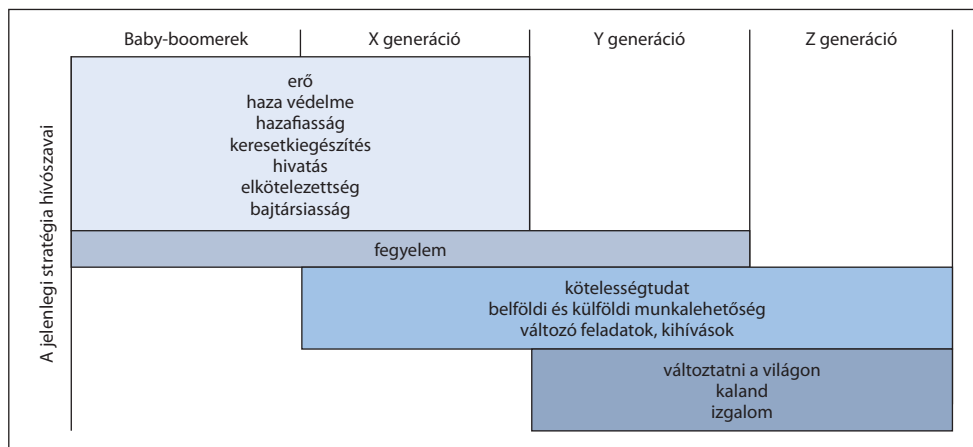 Baby-boomerek
X generáció
Y generáció
Z generáció
A jelenlegi stratégia hívószavai
erő
haza védelme
hazafiasság
keresetkiegészítés
hivatás
elkötelezettség
bajtársiasság
fegyelem
kötelességtudat
belföldi és külföldi munkalehetőség
változó feladatok, kihívások
változtatni a világon
kaland
izgalom